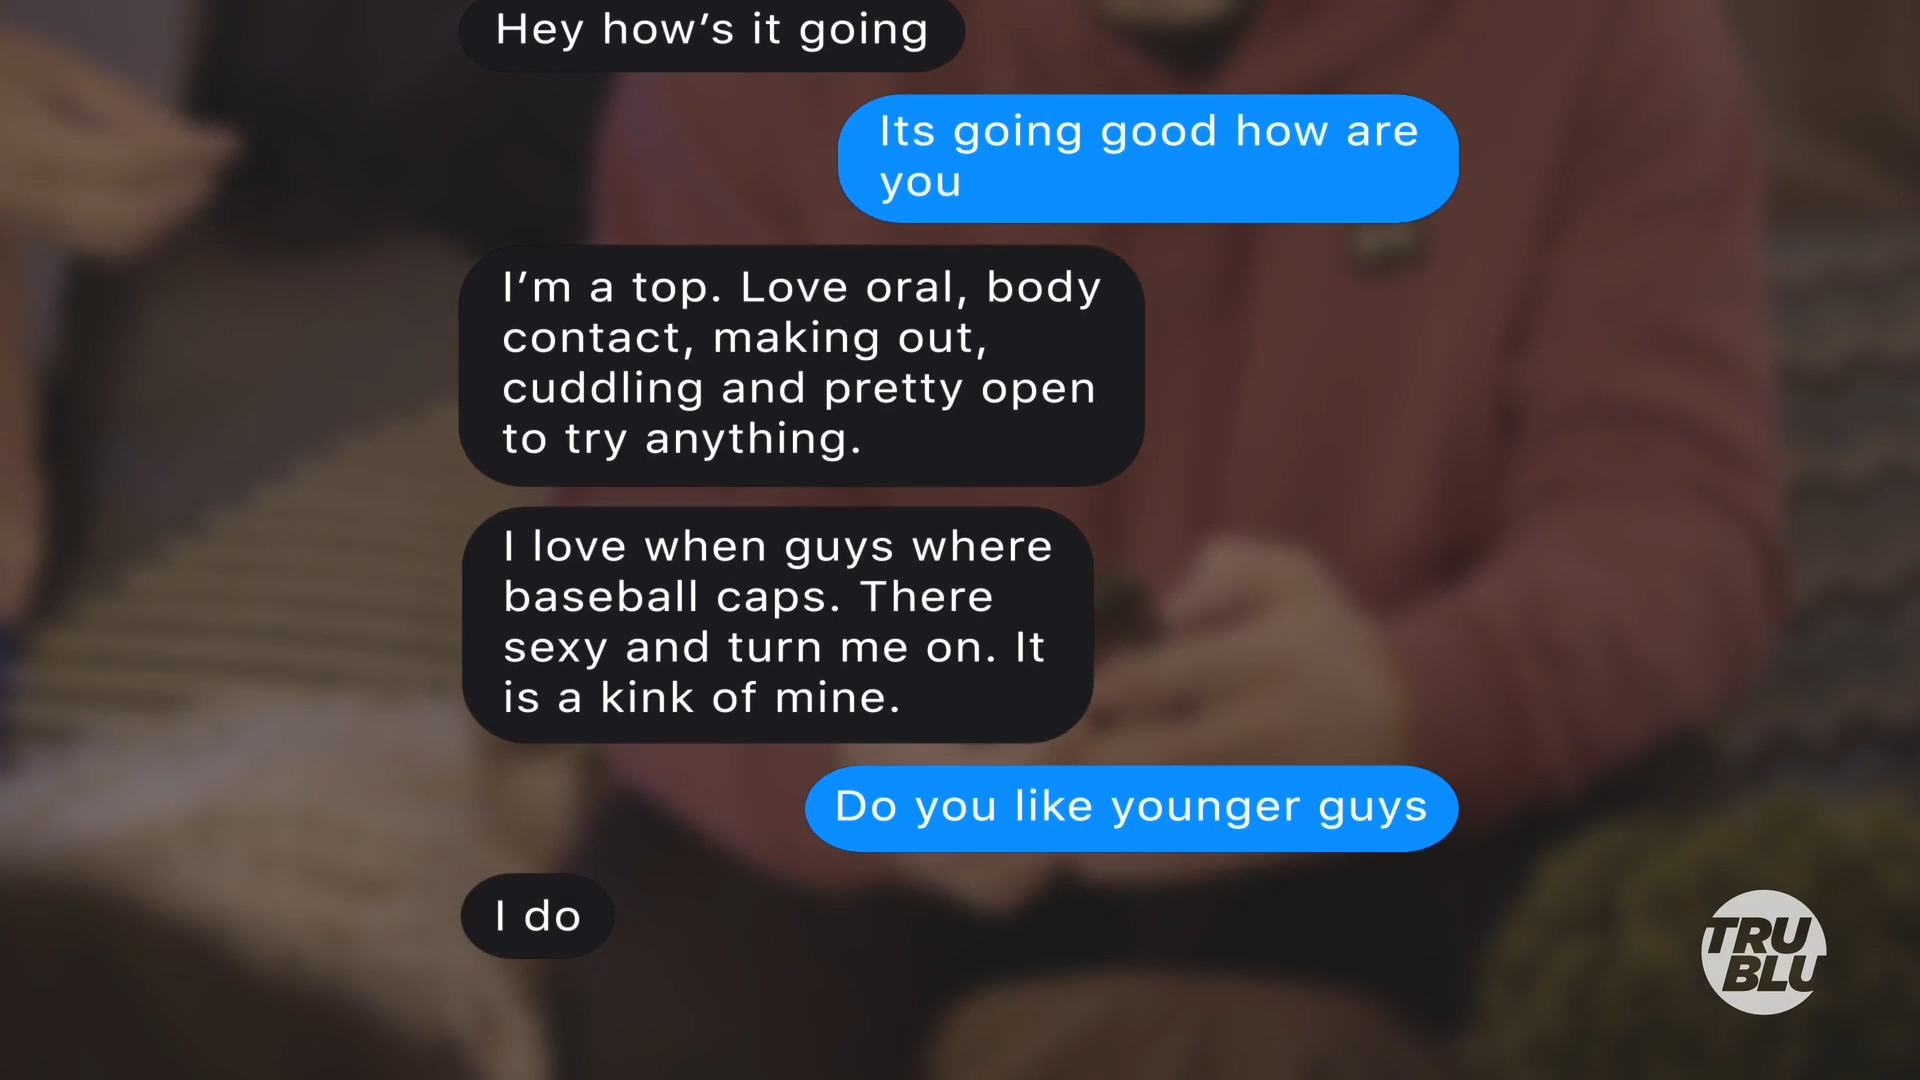 Hey how's it going
Its going good how are
you
I'm a top. Love oral, body
contact, making out,
cuddling and pretty open
to try anything.
I love when guys where
baseball caps. There
sexy and turn me on. It
is a kink of mine.
Do you like younger guys
I do
TRU
BLU